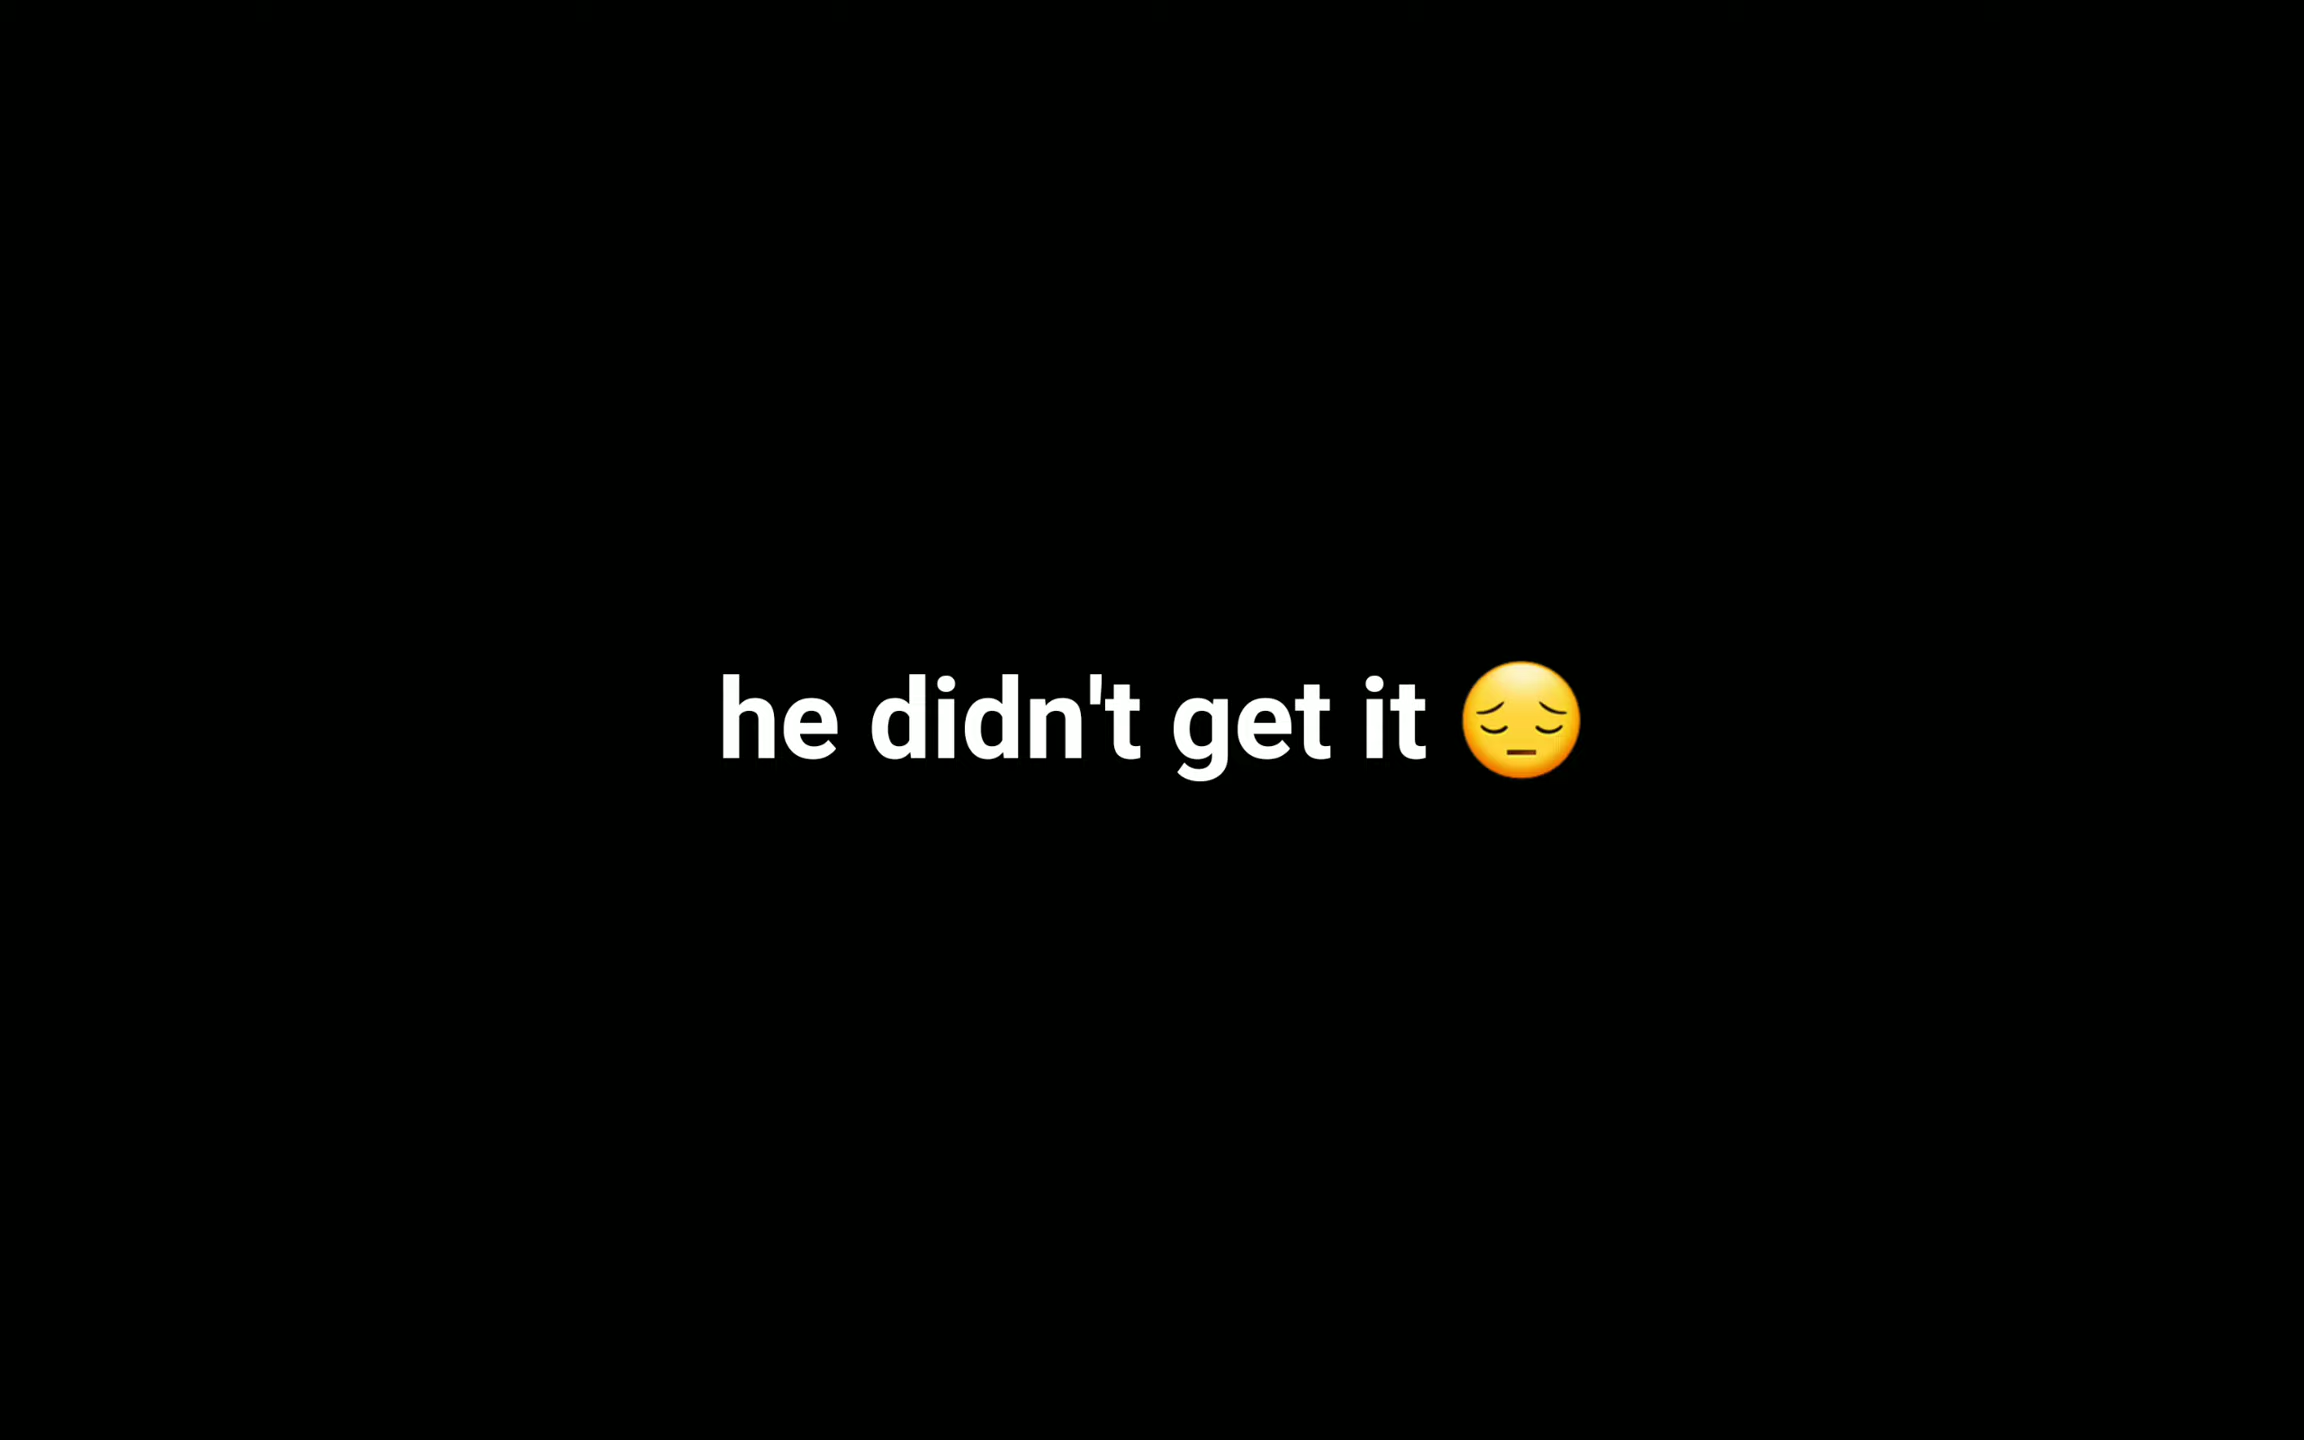 he didn't get it 😔